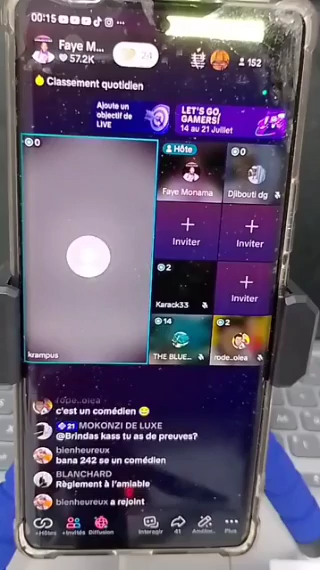 00:15
Faye M...
57.2K
24
152
Classement quotidien
Ajoute un
objectif de
LIVE
LET'S GO,
GAMERS!
14 au 21 Juillet
0
Hôte
Faye Monama
0
Djibouti dg
Inviter
Inviter
2
Karack33
Inviter
14
THE BLUE...
2
rode..olea
krampus
rode..olea
c'est un comédien
21 MOKONZI DE LUXE
@Brindas kass tu as de preuves?
bienheureux
bana 242 se un comédien
BLANCHARD
Règlement à l'amiable
bienheureux a rejoint
+Hôtes
+Invités
Diffusion
Interagir
41
Amélior...
Plus